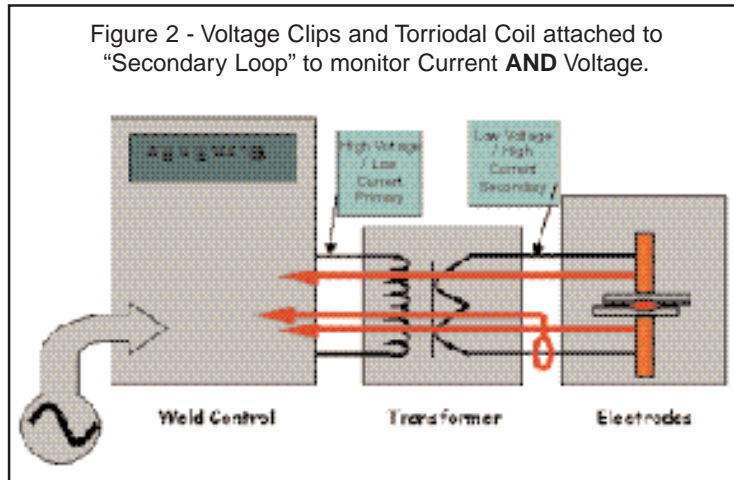 Figure 2 - Voltage Clips and Torriodal Coil attached to
“Secondary Loop” to monitor Current AND Voltage.
High Voltage
/ Low
Current
Primary
Low Voltage
/ High
Current
Secondary
Weld Control
Transformer
Electrodes